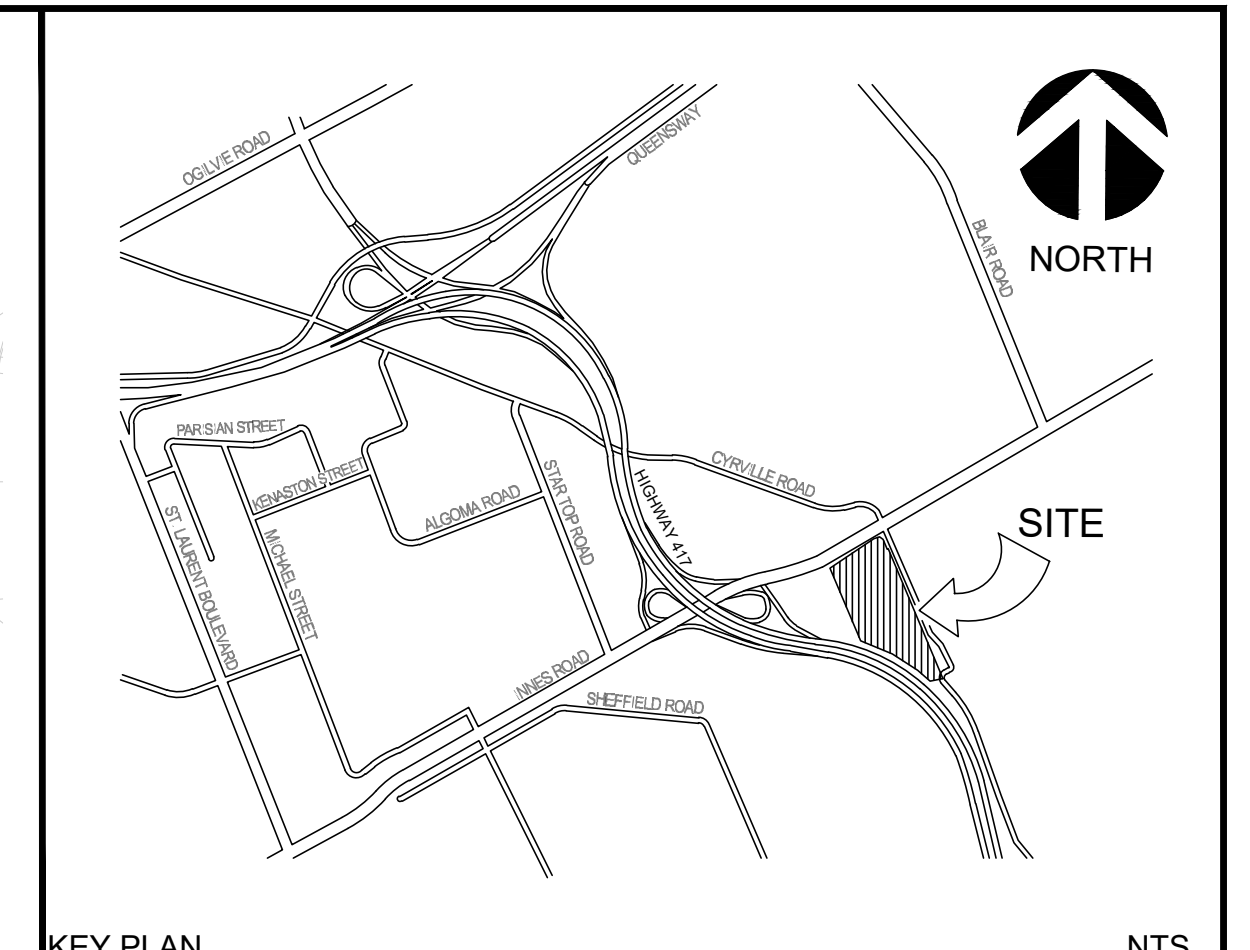 OGILVIE ROAD
QUEENSWAY
BLAIR ROAD
NORTH
PARISIAN STREET
KENASTON STREET
ALGOMA ROAD
STAR TOP ROAD
HIGHWAY 417
CYRVILLE ROAD
SITE
ST. LAURENT BOULEVARD
MICHAEL STREET
INNES ROAD
SHEFFIELD ROAD
KEY PLAN
NTS